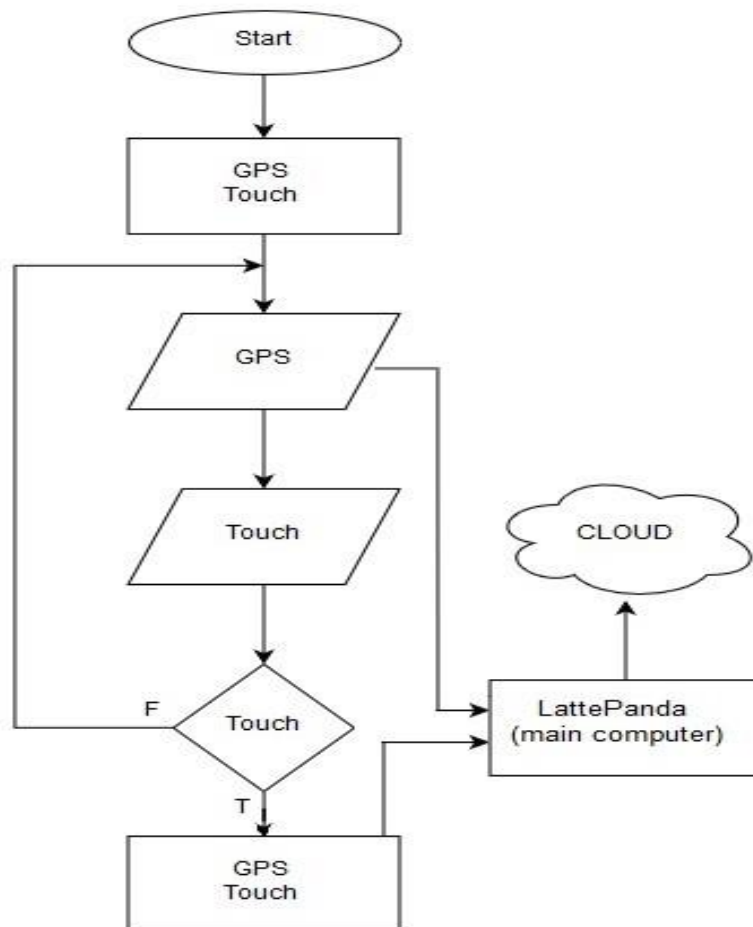 Start
GPS
Touch
GPS
Touch
CLOUD
F
Touch
LattePanda
(main computer)
T
GPS
Touch